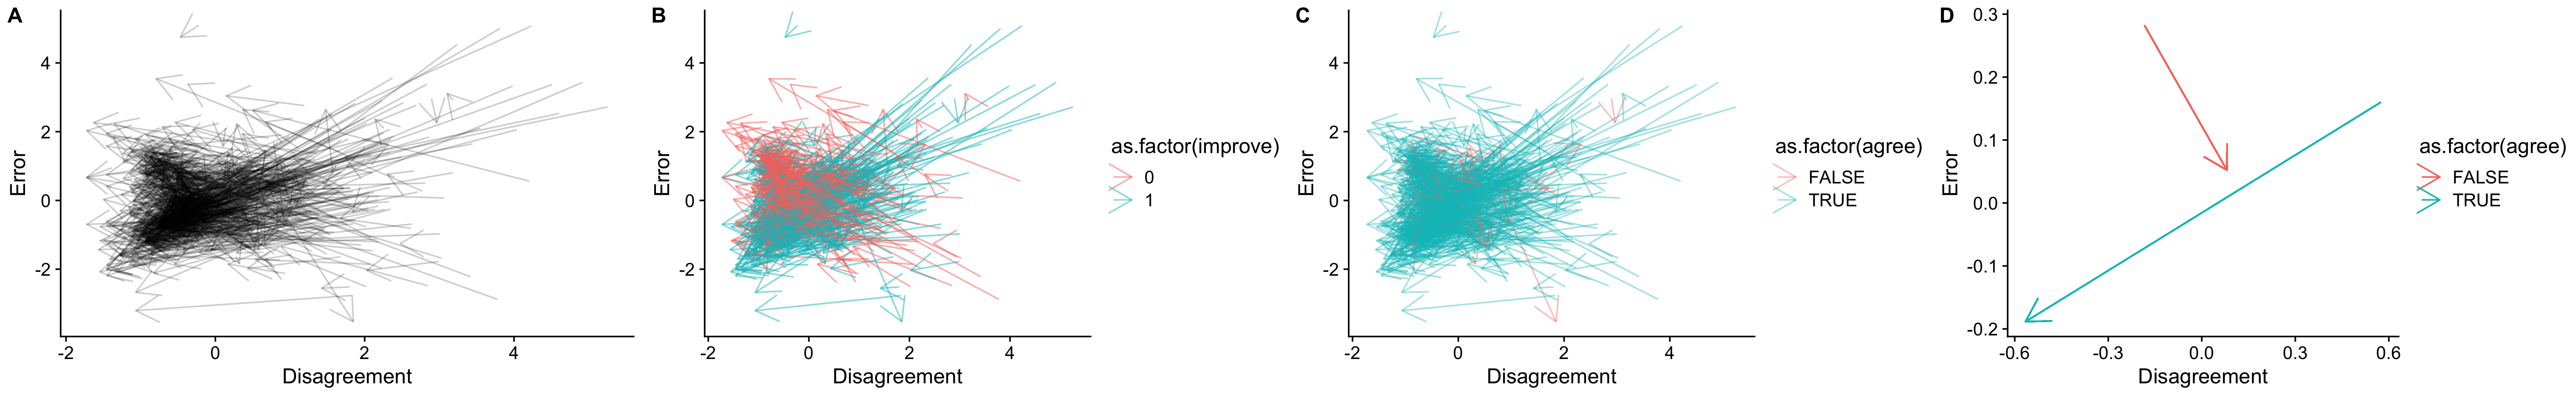 A
Error
4
2
0
-2
-2
0
2
4
Disagreement
B
Error
4
2
0
-2
-2
0
2
4
Disagreement
as.factor(improve)
0
1
C
Error
4
2
0
-2
-2
0
2
4
Disagreement
as.factor(agree)
FALSE
TRUE
D
Error
0.3
0.2
0.1
0.0
-0.1
-0.2
-0.6
-0.3
0.0
0.3
0.6
Disagreement
as.factor(agree)
FALSE
TRUE